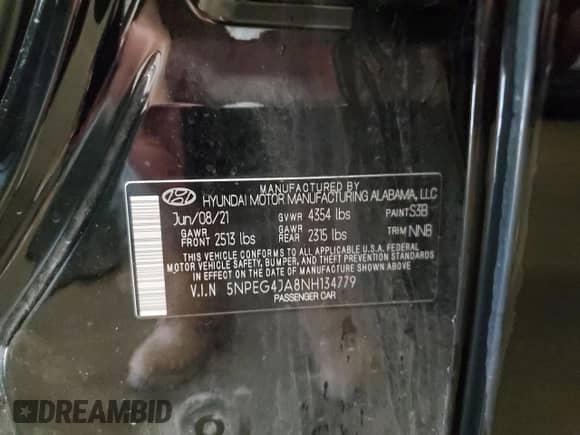 MANUFACTURED BY
HYUNDAI MOTOR MANUFACTURING ALABAMA, LLC
Jun/08/21 GVWR 4354 lbs PAINT S3B
GAWR FRONT 2513 lbs GAWR REAR 2315 lbs TRIM NNB
THIS VEHICLE CONFORMS TO ALL APPLICABLE U.S.A. FEDERAL
MOTOR VEHICLE SAFETY, BUMPER, AND THEFT
PREVENTION STANDARDS IN EFFECT ON THE DATE OF
MANUFACTURE SHOWN ABOVE.
V.I.N 5NPEG4JA8NH134779
PASSENGER CAR
DREAMBID